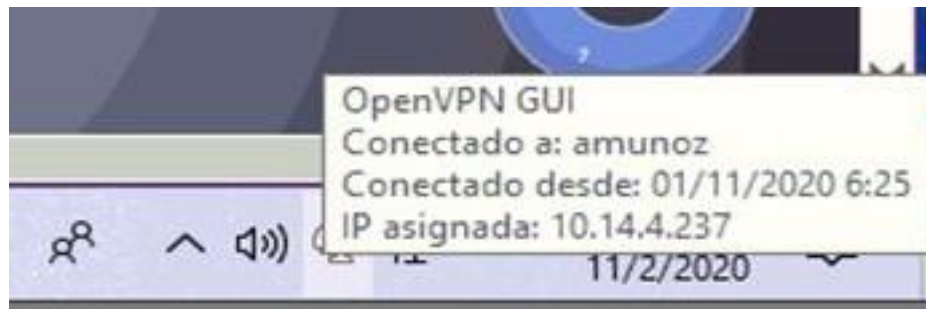 OpenVPN GUI
Conectado a: amunoz
Conectado desde: 01/11/2020 6:25
IP asignada: 10.14.4.237
11/2/2020